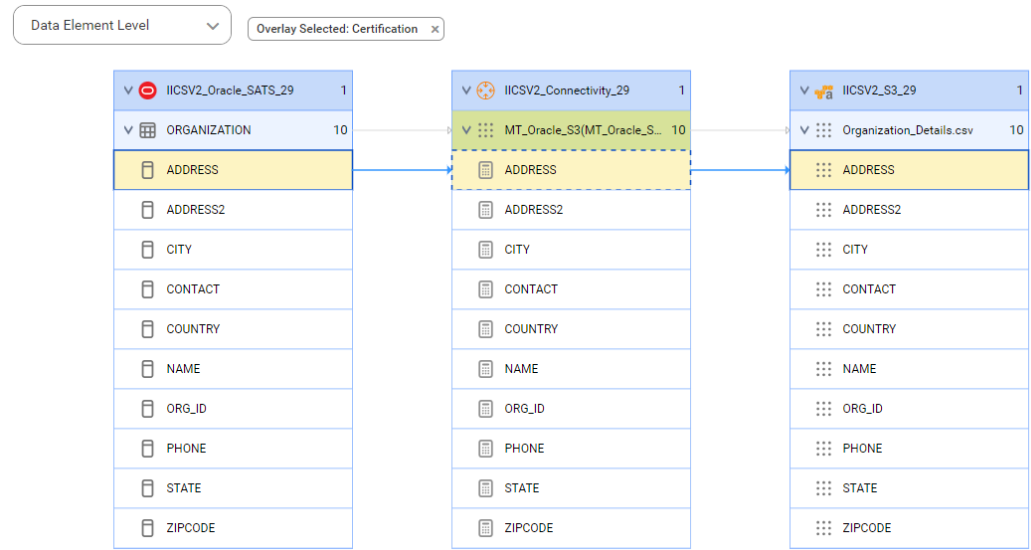 Data Element Level
Overlay Selected: Certification ×
IICSV2_Oracle_SATS_29 1
ORGANIZATION 10
ADDRESS
ADDRESS2
CITY
CONTACT
COUNTRY
NAME
ORG_ID
PHONE
STATE
ZIPCODE
IICSV2_Connectivity_29 1
MT_Oracle_S3(MT_Oracle_S... 10
ADDRESS
ADDRESS2
CITY
CONTACT
COUNTRY
NAME
ORG_ID
PHONE
STATE
ZIPCODE
a IICSV2_S3_29 1
Organization_Details.csv 10
ADDRESS
ADDRESS2
CITY
CONTACT
COUNTRY
NAME
ORG_ID
PHONE
STATE
ZIPCODE